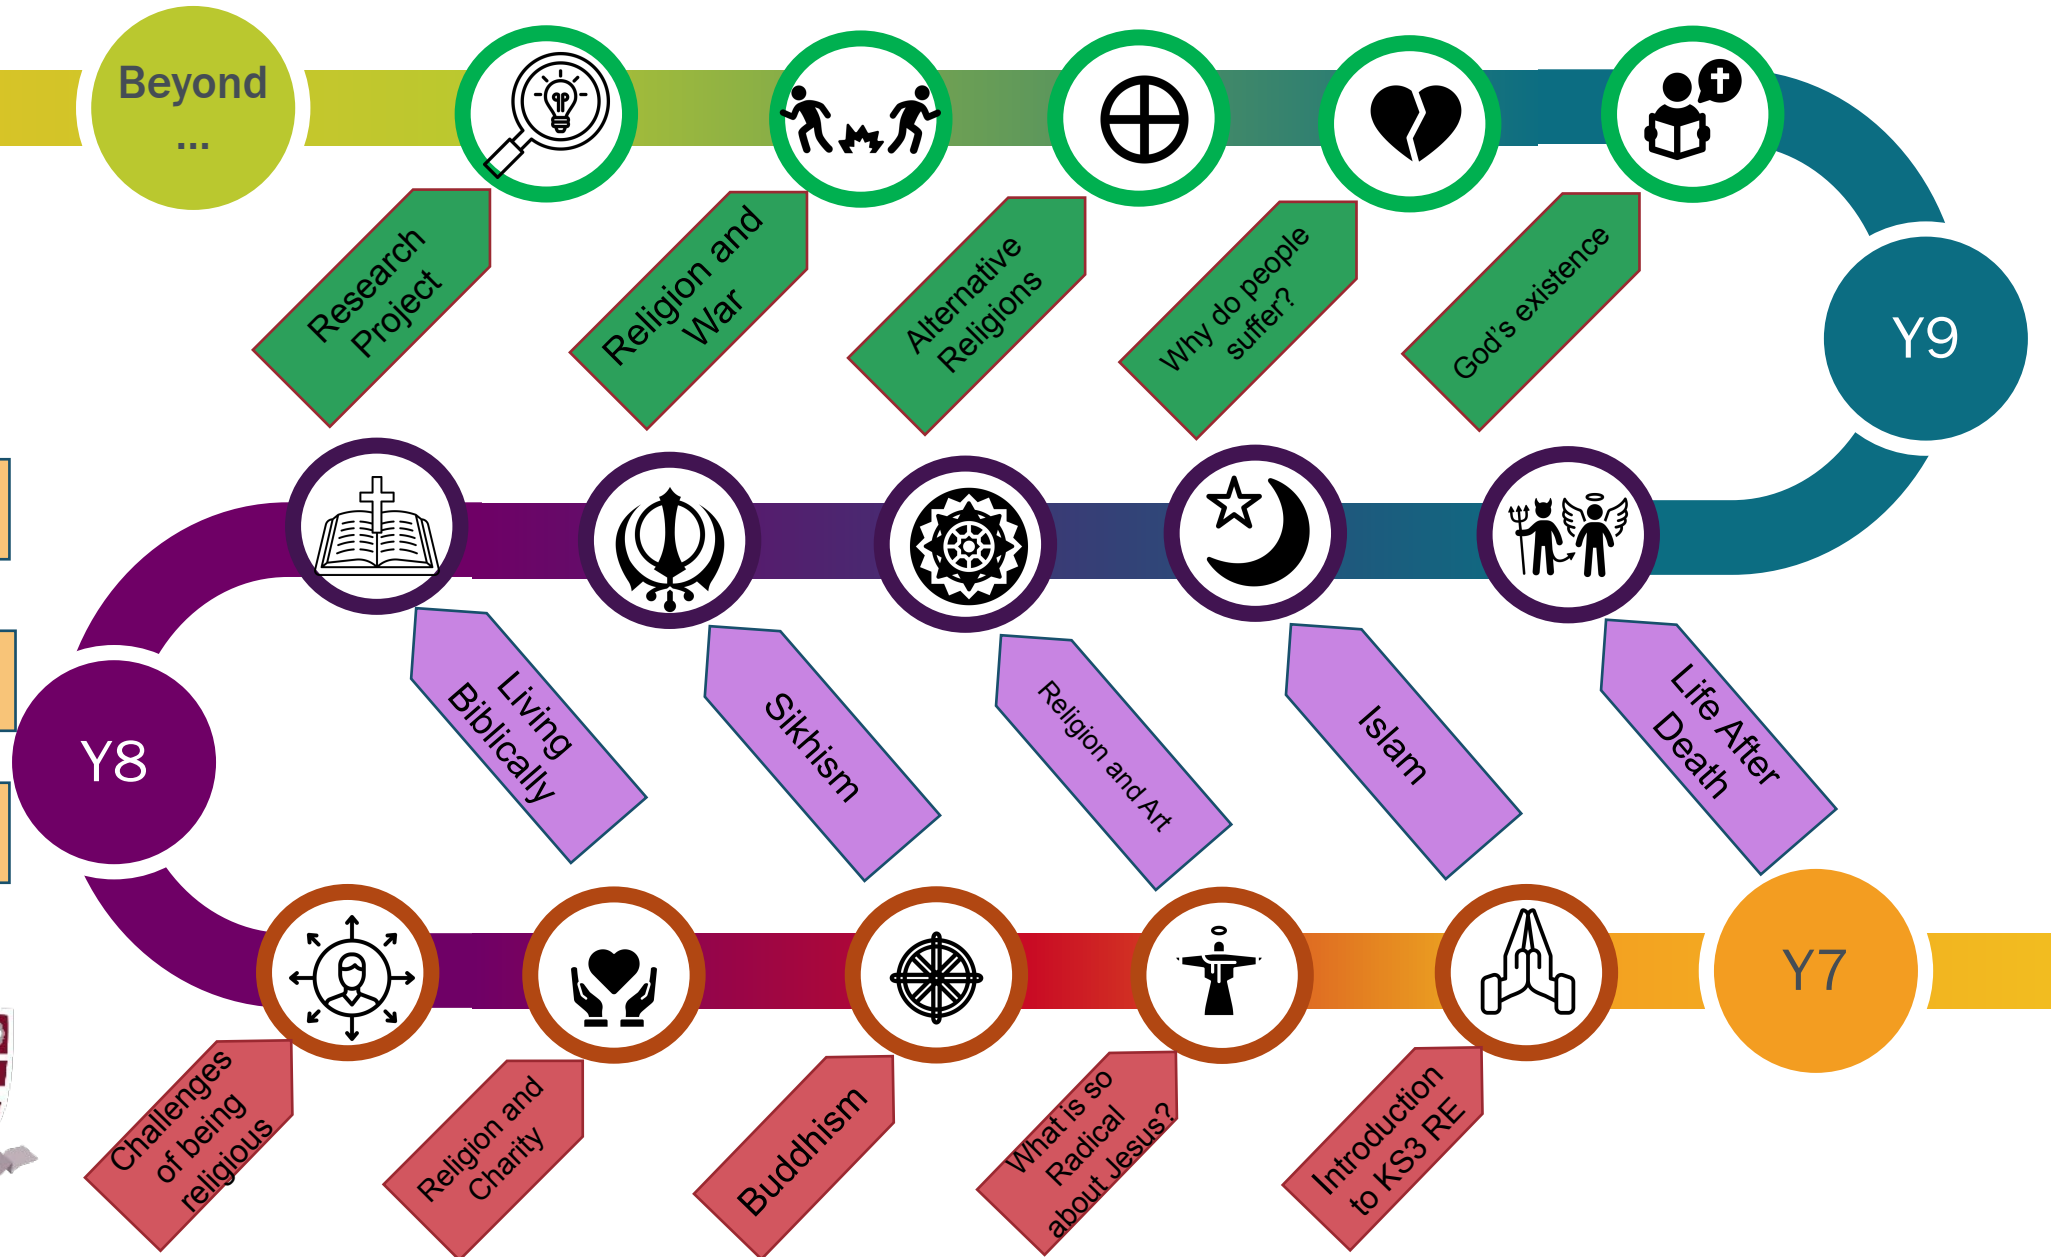 Beyond
...
Research
Project
Religion and
War
Alternative
Religions
Why do people
suffer?
God's existence
Y9
Living
Biblically
Sikhism
Religion and Art
Islam
Life After
Death
Y8
Challenges
of being
religious
Religion and
Charity
Buddhism
What is so
Radical
about Jesus?
Introduction
to KS3 RE
Y7